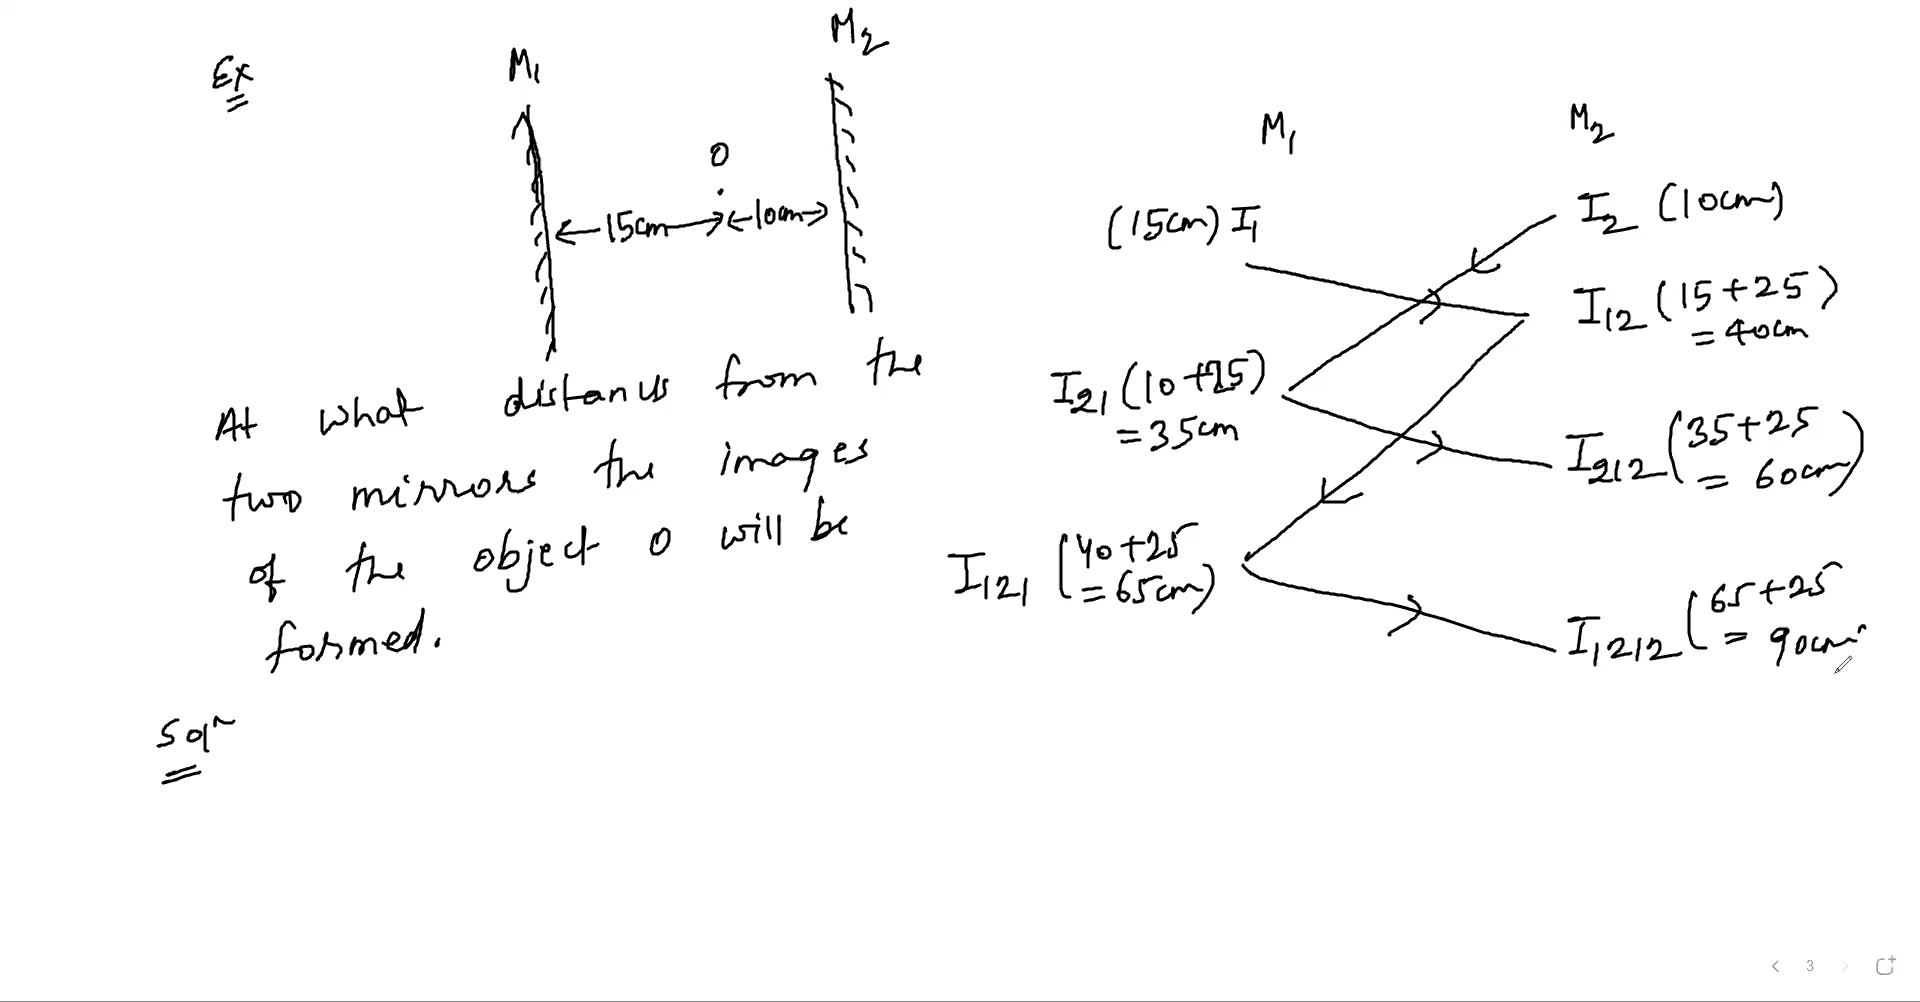 Ex
M1
M2
O
15cm
10cm
At what distances from the
two mirrors the images
of the object O will be
formed.
Soln
M1
M2
(15cm) I1
I2 (10cm)
I12 (15+25)
= 40cm
I21 (10+25)
= 35cm
I212 (35+25
= 60cm)
I121 (40+25
= 65cm)
I1212 (65+25
= 90cm
3